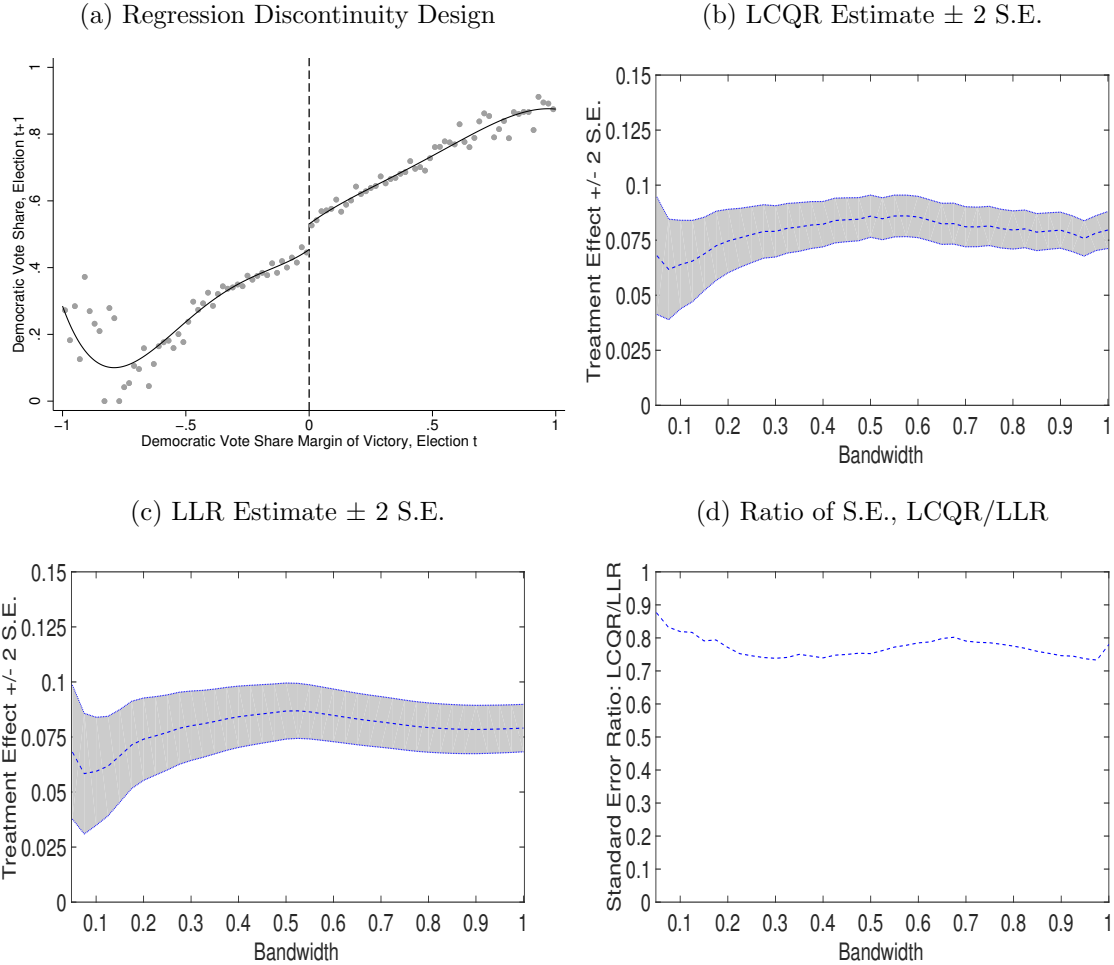 (a) Regression Discontinuity Design
Democratic Vote Share, Election t+1
1
.8
.6
.4
.2
0
−1
−.5
0
.5
1
Democratic Vote Share Margin of Victory, Election t
(b) LCQR Estimate ± 2 S.E.
Treatment Effect +/- 2 S.E.
0.15
0.125
0.1
0.075
0.05
0.025
0
0.1 0.2 0.3 0.4 0.5 0.6 0.7 0.8 0.9 1
Bandwidth
(c) LLR Estimate ± 2 S.E.
Treatment Effect +/- 2 S.E.
0.15
0.125
0.1
0.075
0.05
0.025
0
0.1 0.2 0.3 0.4 0.5 0.6 0.7 0.8 0.9 1
Bandwidth
(d) Ratio of S.E., LCQR/LLR
Standard Error Ratio: LCQR/LLR
1
0.9
0.8
0.7
0.6
0.5
0.4
0.3
0.2
0.1
0
0.1 0.2 0.3 0.4 0.5 0.6 0.7 0.8 0.9 1
Bandwidth